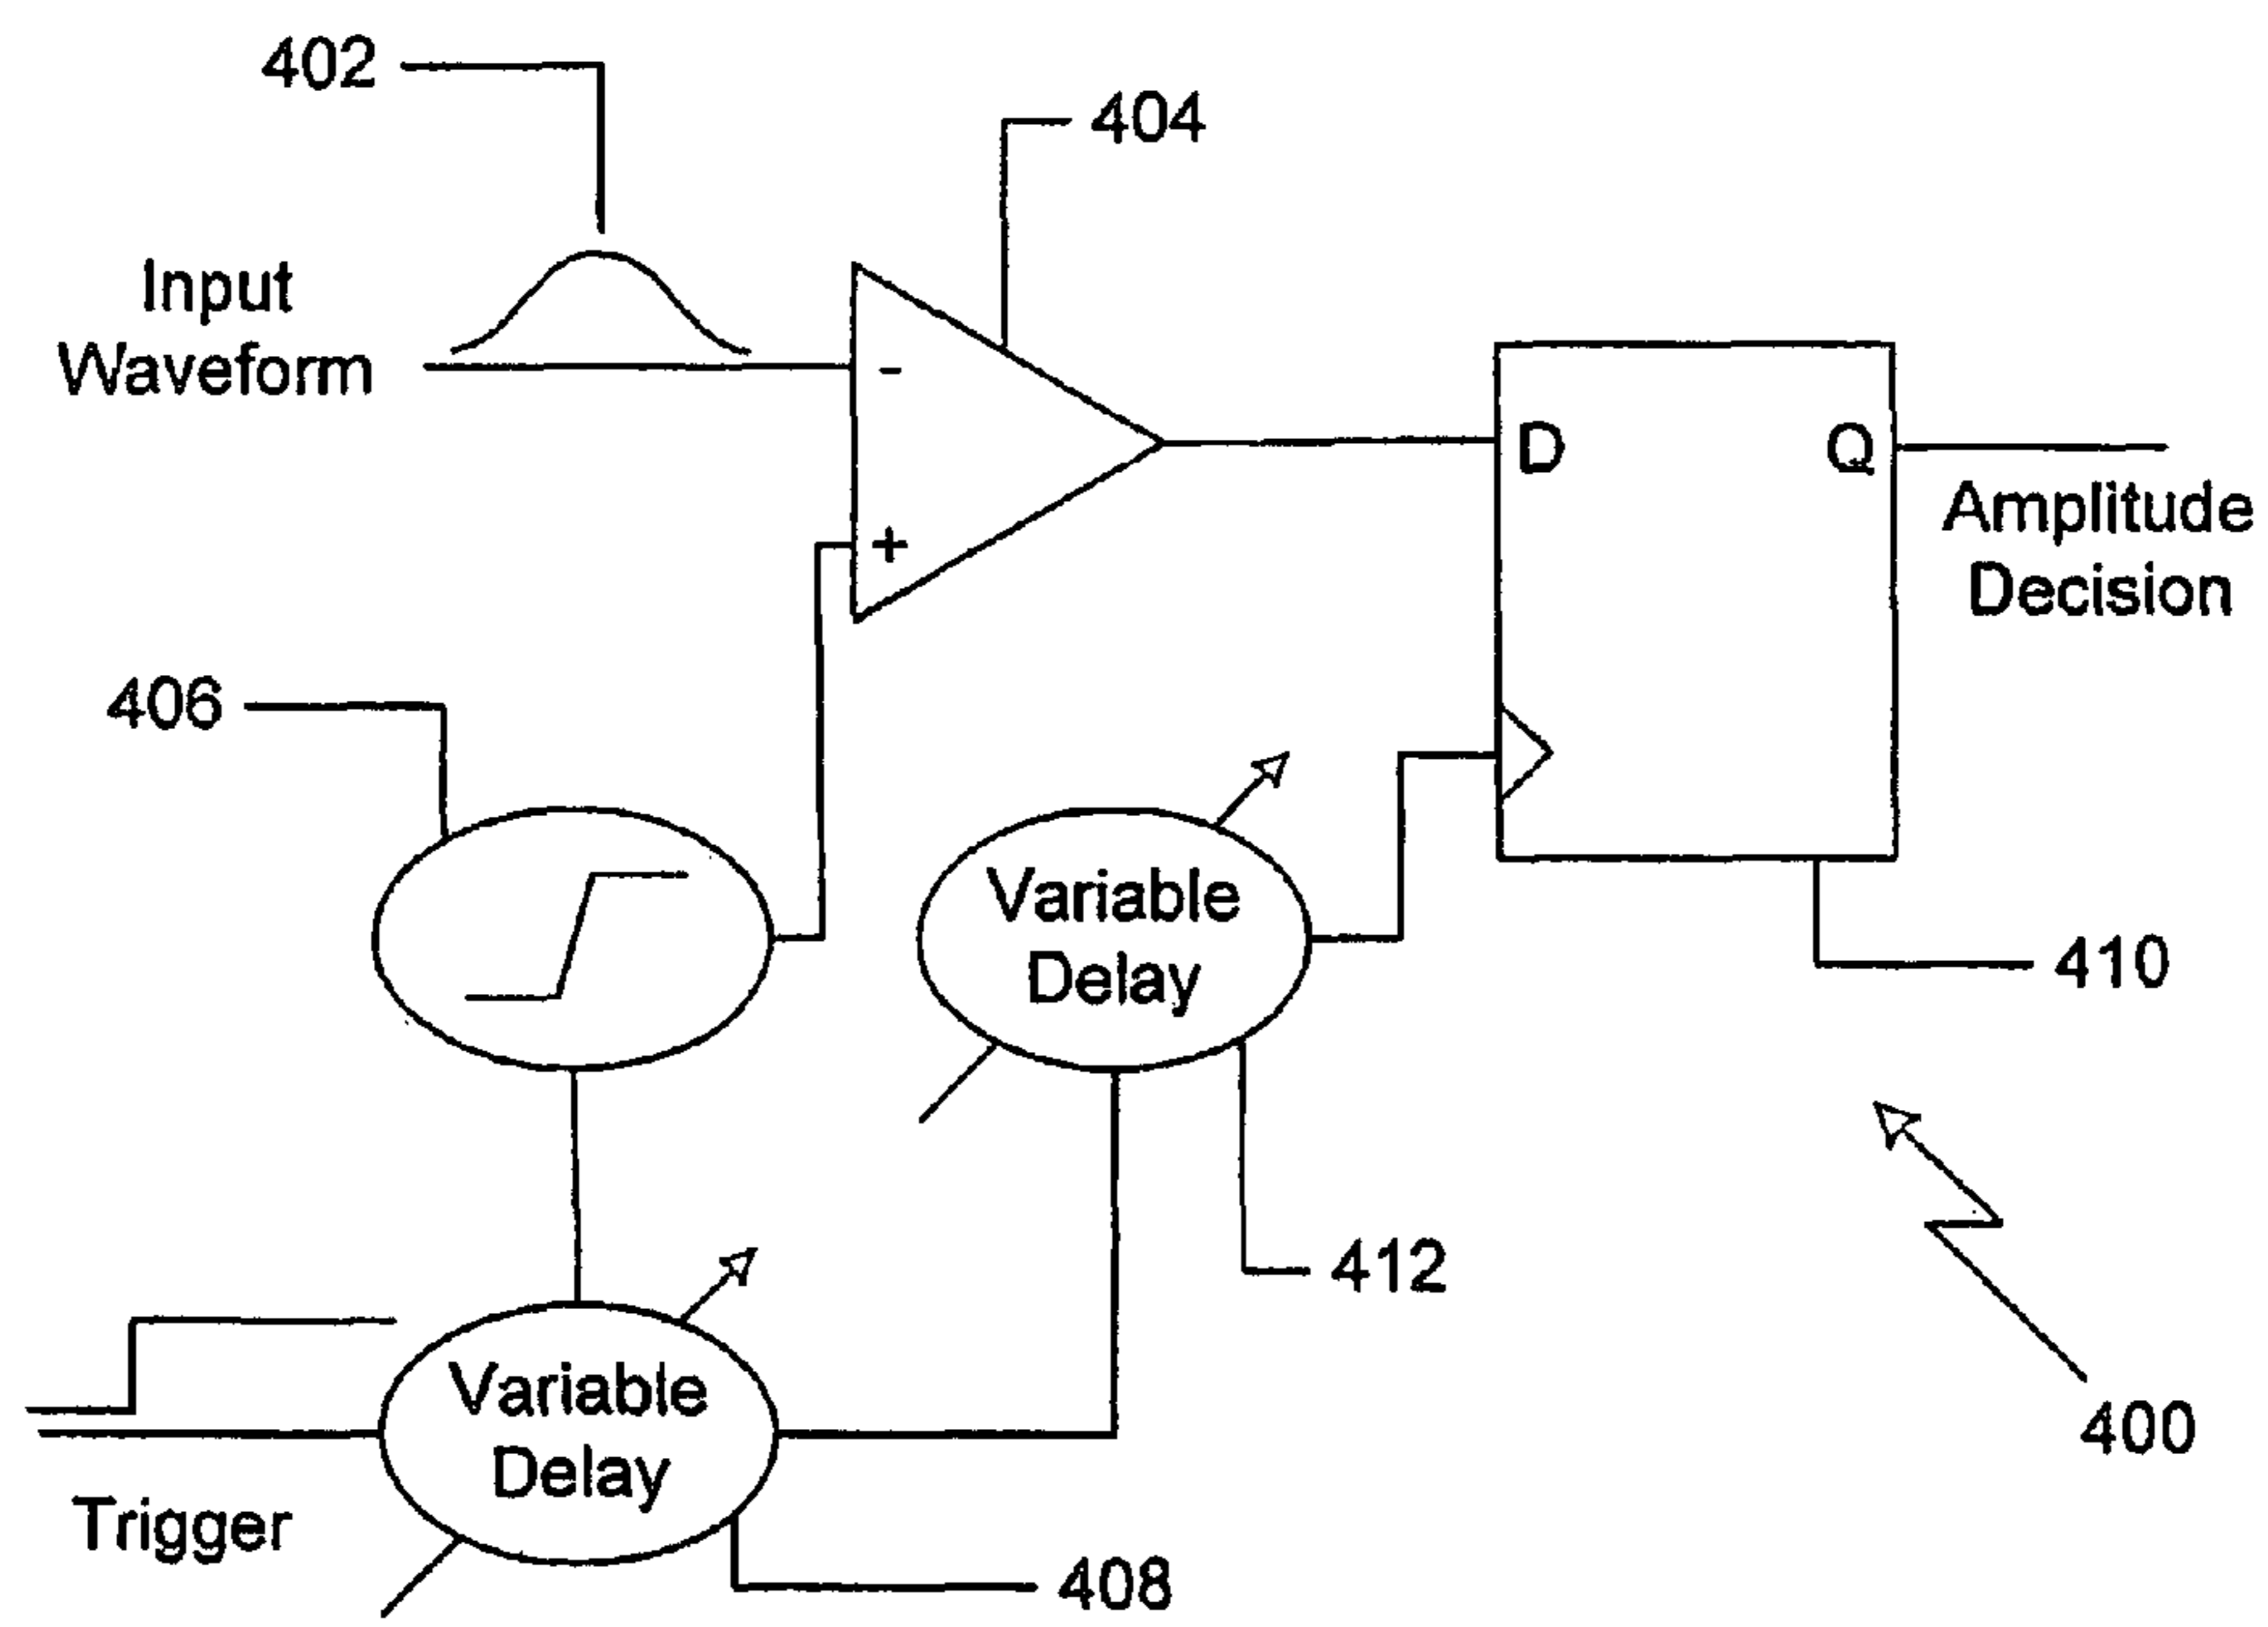 402
404
Input
Waveform
-
+
D
Q
Amplitude
Decision
406
Variable
Delay
410
412
400
Variable
Delay
Trigger
408